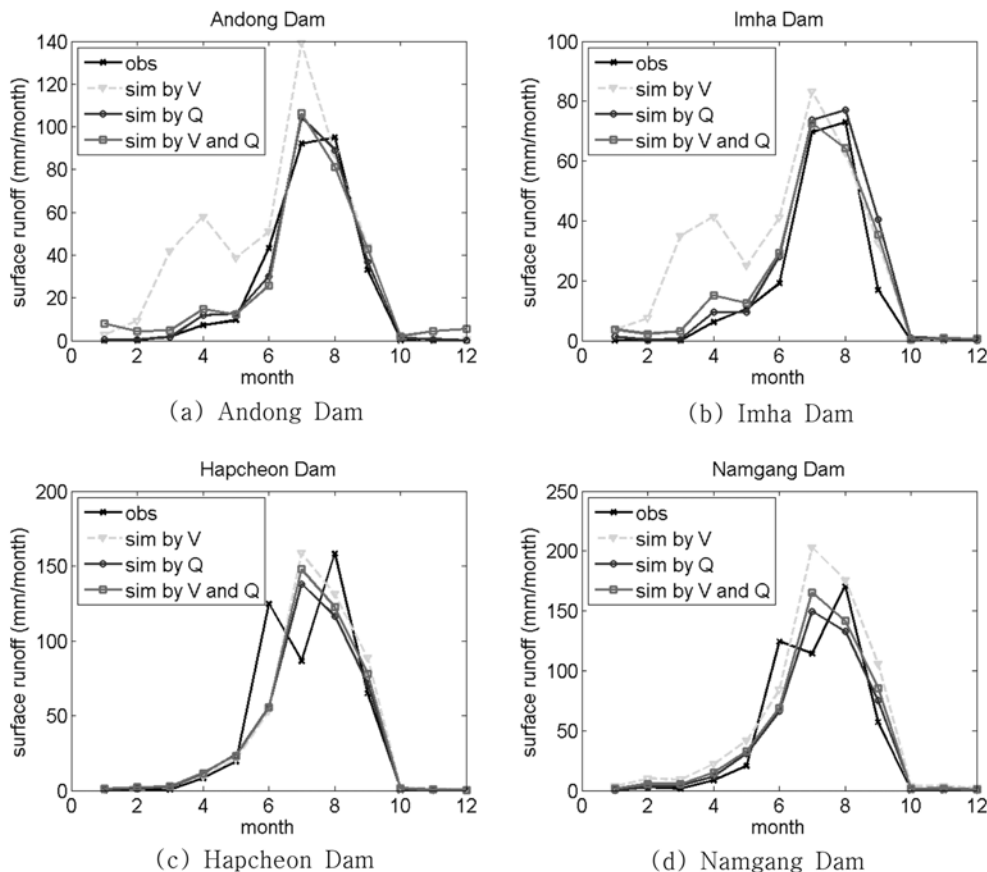 Andong Dam
140
120
100
80
60
40
20
0
surface runoff (mm/month)
obs
sim by V
sim by Q
sim by V and Q
0 2 4 6 8 10 12
month
(a) Andong Dam
Imha Dam
100
80
60
40
20
0
surface runoff (mm/month)
obs
sim by V
sim by Q
sim by V and Q
0 2 4 6 8 10 12
month
(b) Imha Dam
Hapcheon Dam
200
150
100
50
0
surface runoff (mm/month)
obs
sim by V
sim by Q
sim by V and Q
0 2 4 6 8 10 12
month
(c) Hapcheon Dam
Namgang Dam
250
200
150
100
50
0
surface runoff (mm/month)
obs
sim by V
sim by Q
sim by V and Q
0 2 4 6 8 10 12
month
(d) Namgang Dam